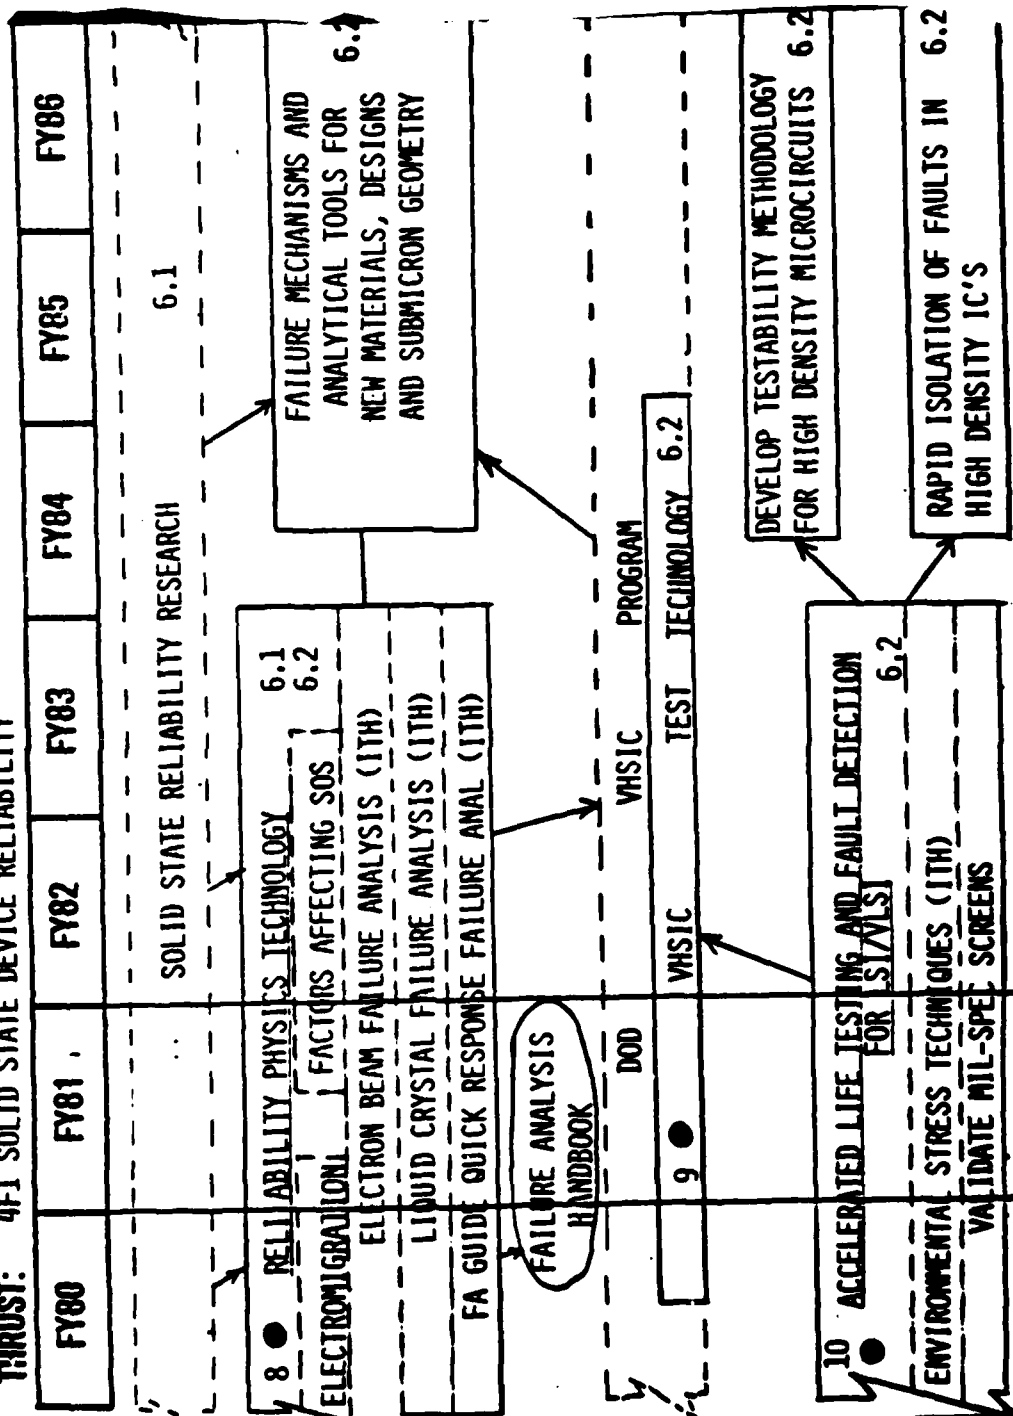 THRUST: 4F1 SOLID STATE DEVICE RELIABILITY
FY80 FY81 FY82 FY83 FY84 FY85 FY86
SOLID STATE RELIABILITY RESEARCH 6.1
8 RELIABILITY PHYSICS TECHNOLOGY 6.1
6.2
ELECTROMIGRATION
FACTORS AFFECTING SOS
ELECTRON BEAM FAILURE ANALYSIS (ITH)
LIQUID CRYSTAL FAILURE ANALYSIS (ITH)
FA GUIDE QUICK RESPONSE FAILURE ANAL (ITH)
FAILURE MECHANISMS AND
ANALYTICAL TOOLS FOR 6.2
NEW MATERIALS, DESIGNS
AND SUBMICRON GEOMETRY
FAILURE ANALYSIS
HANDBOOK
DOD VHSIC PROGRAM
9 VHSIC TEST TECHNOLOGY 6.2
10 ACCELERATED LIFE TESTING AND FAULT DETECTION
FOR LSI/VLSI 6.2
ENVIRONMENTAL STRESS TECHNIQUES (ITH)
VALIDATE MIL-SPEC SCREENS
DEVELOP TESTABILITY METHODOLOGY
FOR HIGH DENSITY MICROCIRCUITS 6.2
RAPID ISOLATION OF FAULTS IN 6.2
HIGH DENSITY IC'S